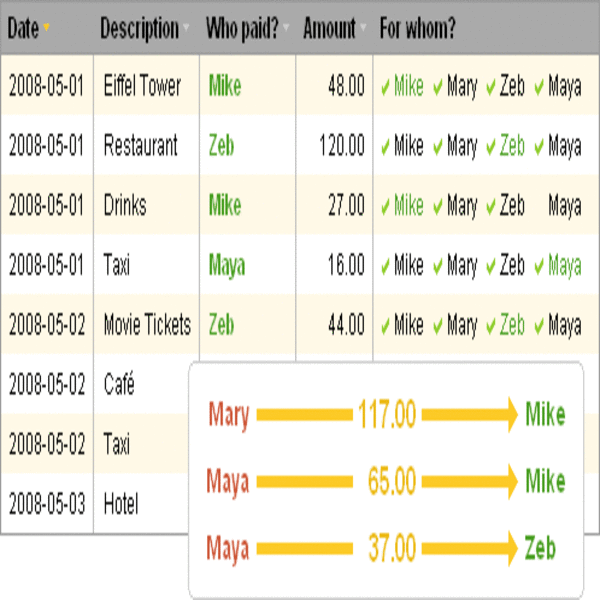 Date Description Who paid? Amount For whom?
2008-05-01 Eiffel Tower Mike 48.00 Mike Mary Zeb Maya
2008-05-01 Restaurant Zeb 120.00 Mike Mary Zeb Maya
2008-05-01 Drinks Mike 27.00 Mike Mary Zeb Maya
2008-05-01 Taxi Maya 16.00 Mike Mary Zeb Maya
2008-05-02 Movie Tickets Zeb 44.00 Mike Mary Zeb Maya
2008-05-02 Café
2008-05-02 Taxi
2008-05-03 Hotel
Mary 117.00 Mike
Maya 65.00 Mike
Maya 37.00 Zeb